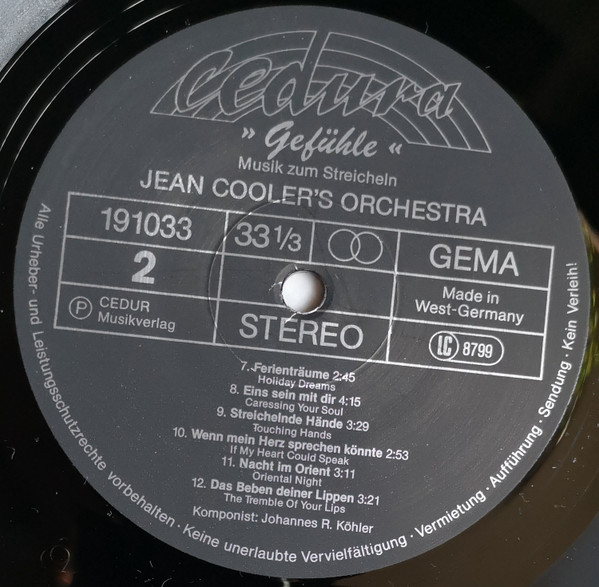 cedura
» Gefühle «
Musik zum Streicheln
JEAN COOLER'S ORCHESTRA
191033
33 1/3
GEMA
2
Made in
West-Germany
Ⓟ CEDUR
Musikverlag
STEREO
LC 8799
7. Ferienträume 2:45
Holiday Dreams
8. Eins sein mit dir 4:15
Caressing Your Soul
9. Streichelnde Hände 3:29
Touching Hands
10. Wenn mein Herz sprechen könnte 2:53
If My Heart Could Speak
11. Nacht im Orient 3:11
Oriental Night
12. Das Beben deiner Lippen 3:21
The Tremble Of Your Lips
Komponist: Johannes R. Köhler
Alle Urheber- und Leistungsschutzrechte vorbehalten · Keine unerlaubte Vervielfältigung · Vermietung · Aufführung · Sendung · Kein Verleih!